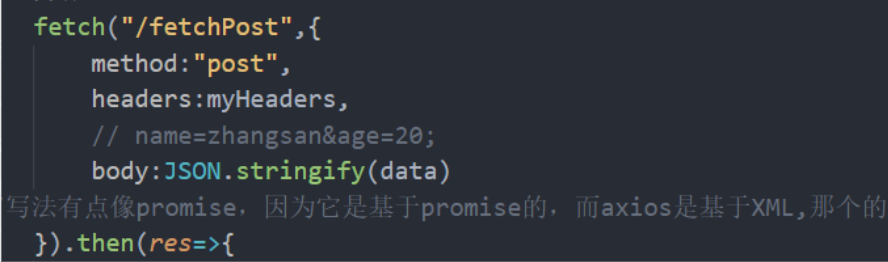 fetch("/fetchPost",{
method:"post",
headers:myHeaders,
// name=zhangsan&age=20;
body:JSON.stringify(data)
写法有点像promise，因为它是基于promise的，而axios是基于XML,那个的
}).then(res=>{